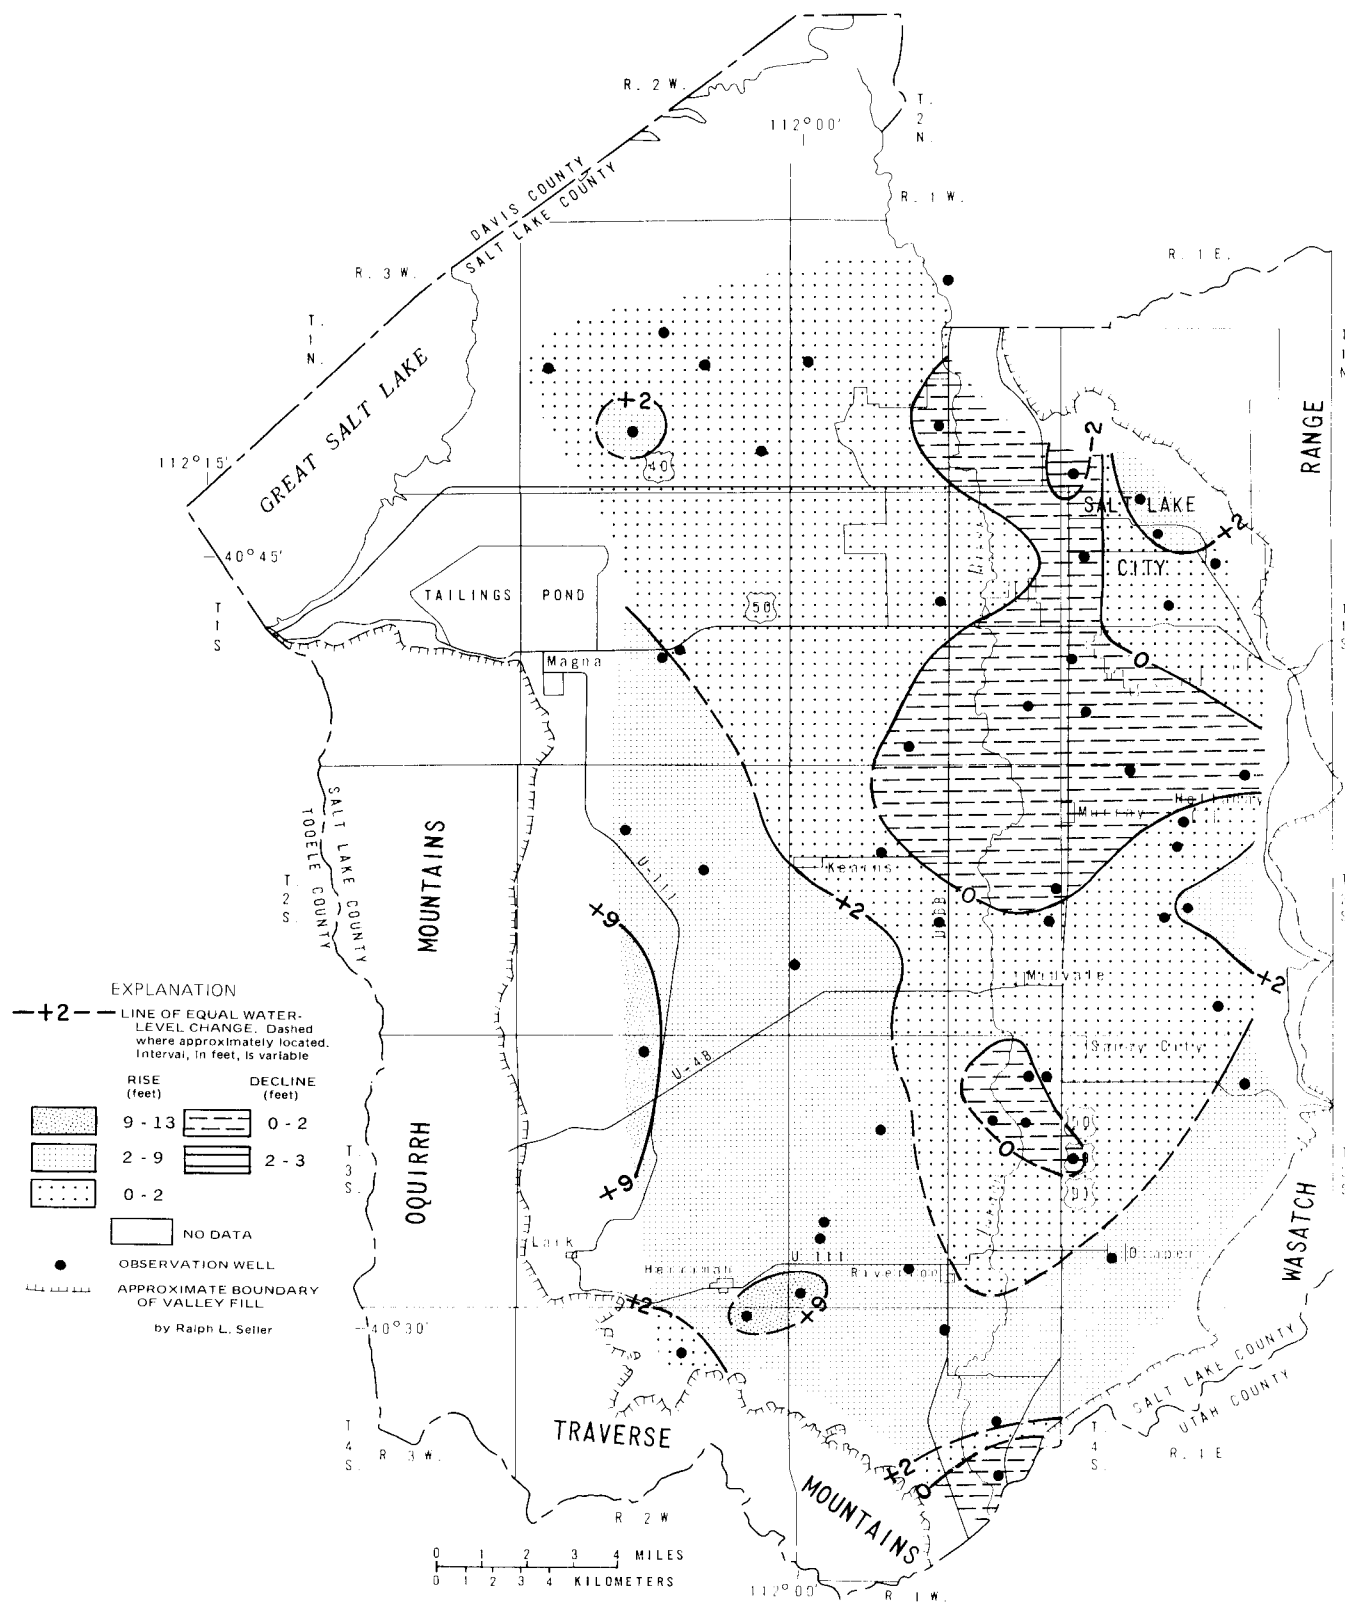 R. 2 W.
T. 2 N.
112°00'
DAVIS COUNTY
SALT LAKE COUNTY
R. 1 W.
R. 3 W.
R. 1 E.
T. 1 N.
GREAT SALT LAKE
+2
-2
RANGE
112°15'
40
SALT LAKE
+2
40°45'
CITY
TAILINGS POND
50
T 1 S
Magna
0
SALT LAKE COUNTY
TOOELE COUNTY
Holladay
Murray
MOUNTAINS
U-111
Kearns
T. 2 S.
0
+9
+2
U-68
Midvale
+2
EXPLANATION
—+2— — LINE OF EQUAL WATER-
LEVEL CHANGE. Dashed
where approximately located.
Interval, in feet, is variable
RISE
(feet)
DECLINE
(feet)
9 - 13
0 - 2
2 - 9
2 - 3
0 - 2
NO DATA
OBSERVATION WELL
APPROXIMATE BOUNDARY
OF VALLEY FILL
by Ralph L. Seiler
Sandy City
U-48
T. 3 S.
OQUIRH
0
+9
91
WASATCH
Lark
U-111
Draper
Herriman
Riverton
+2
+9
40°30'
SALT LAKE COUNTY
UTAH COUNTY
T 4 S.
R 3 W.
TRAVERSE
T. 4 S.
R. 1 E
+2
0
MOUNTAINS
R 2 W
0 1 2 3 4 MILES
0 1 2 3 4 KILOMETERS
112°00'
R. 1 W.